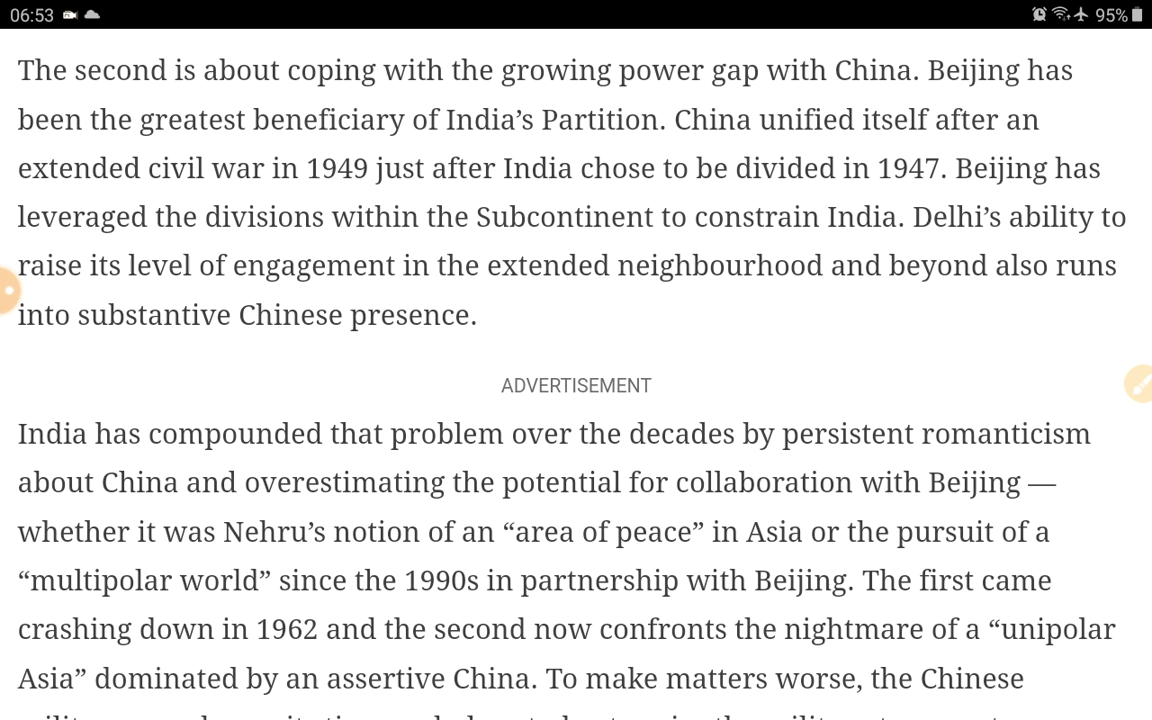 06:53
95%
The second is about coping with the growing power gap with China. Beijing has
been the greatest beneficiary of India’s Partition. China unified itself after an
extended civil war in 1949 just after India chose to be divided in 1947. Beijing has
leveraged the divisions within the Subcontinent to constrain India. Delhi’s ability to
raise its level of engagement in the extended neighbourhood and beyond also runs
into substantive Chinese presence.
ADVERTISEMENT
India has compounded that problem over the decades by persistent romanticism
about China and overestimating the potential for collaboration with Beijing —
whether it was Nehru’s notion of an “area of peace” in Asia or the pursuit of a
“multipolar world” since the 1990s in partnership with Beijing. The first came
crashing down in 1962 and the second now confronts the nightmare of a “unipolar
Asia” dominated by an assertive China. To make matters worse, the Chinese